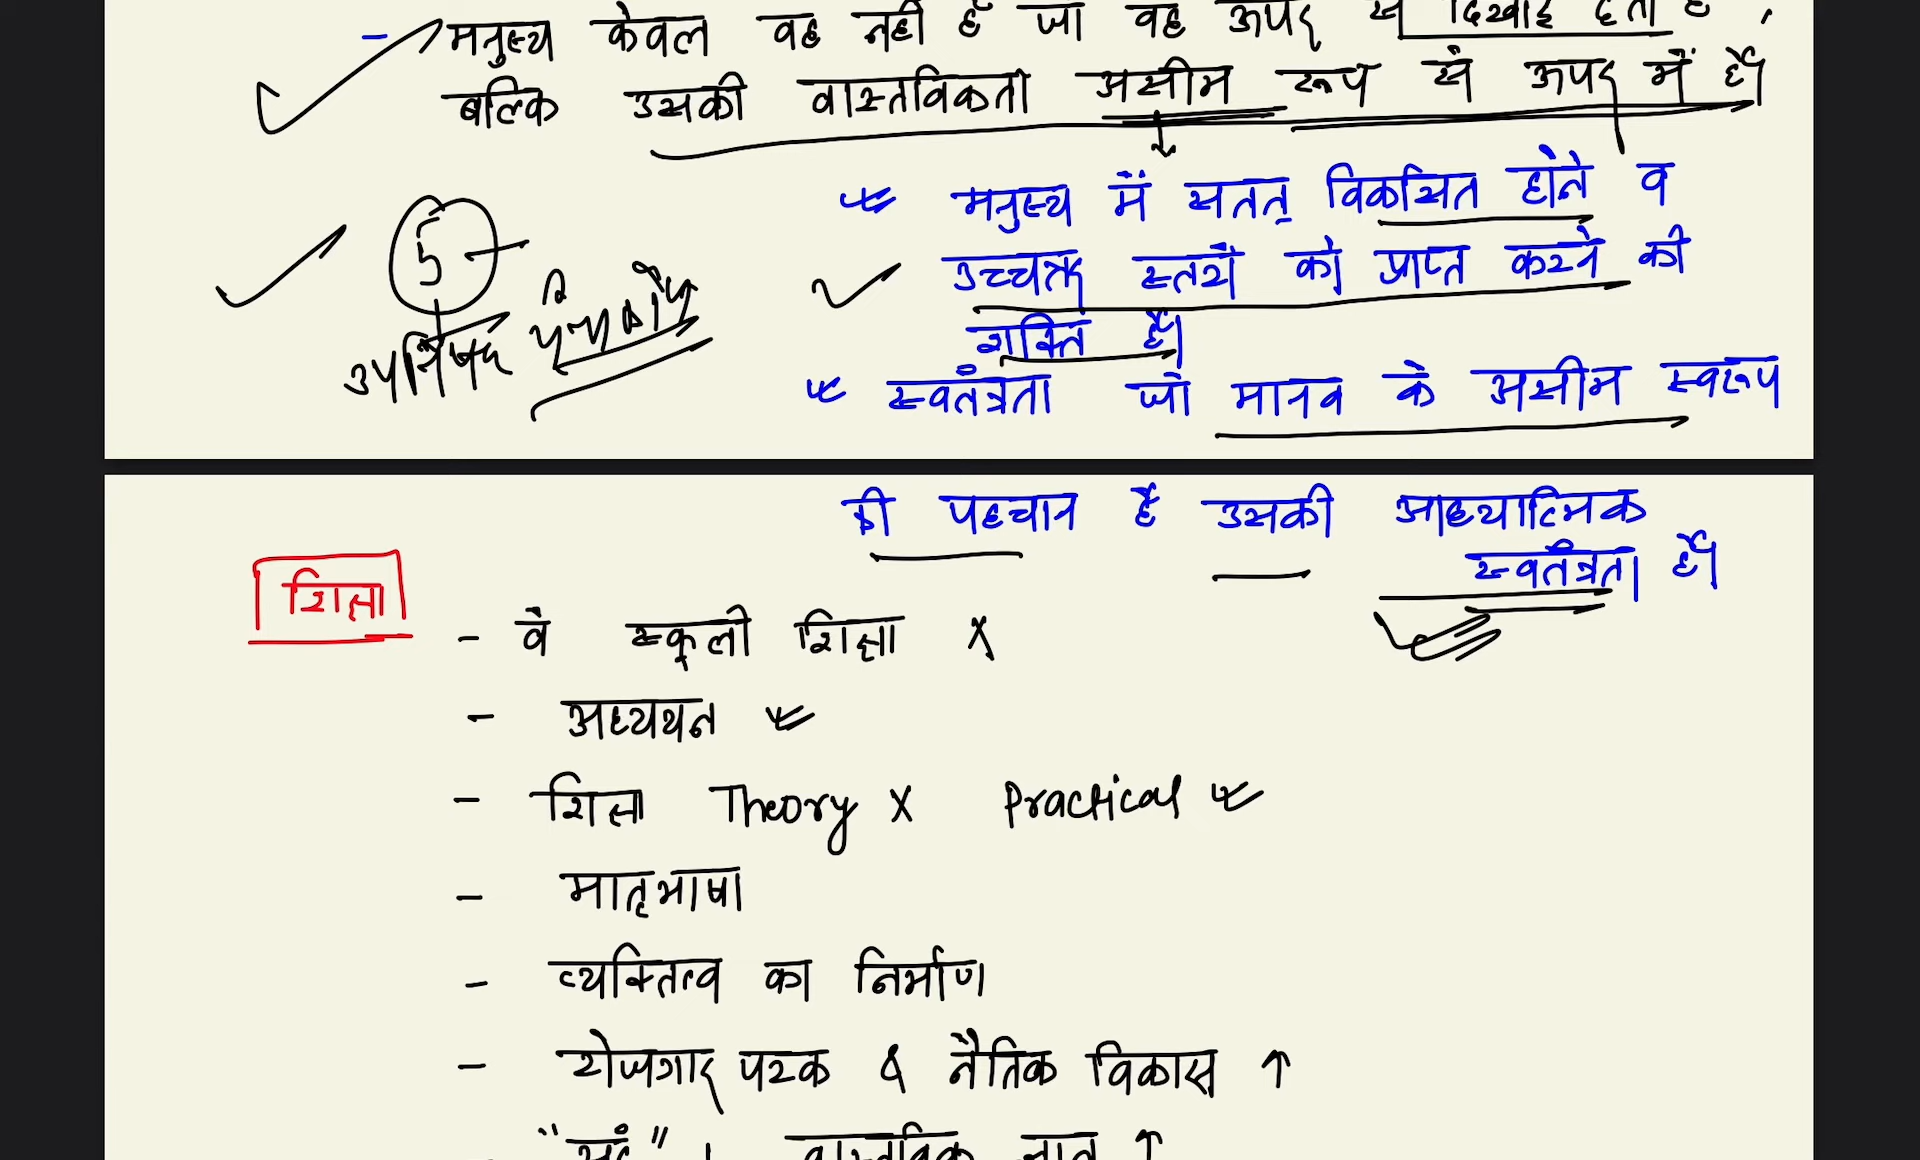 - मनुष्य केवल वह नहीं है जो वह ऊपर से दिखाई देता है,
बल्कि उसकी वास्तविकता असीम रूप से ऊपर में है।
मनुष्य में सतत् विकसित होने व
उच्चतर स्तरों को प्राप्त करने की
शक्ति है।
5
उपनिषद
स्वतंत्रता जो मानव के असीम स्वरूप
की पहचान है उसकी आध्यात्मिक
स्वतंत्रता है।
शिक्षा
- वे स्कूली शिक्षा X
- अध्ययन
- शिक्षा Theory X Practical
- मातृभाषा
- व्यक्तित्व का निर्माण
- रोजगार परक & नैतिक विकास ↑
वास्तविक ज्ञान ↑